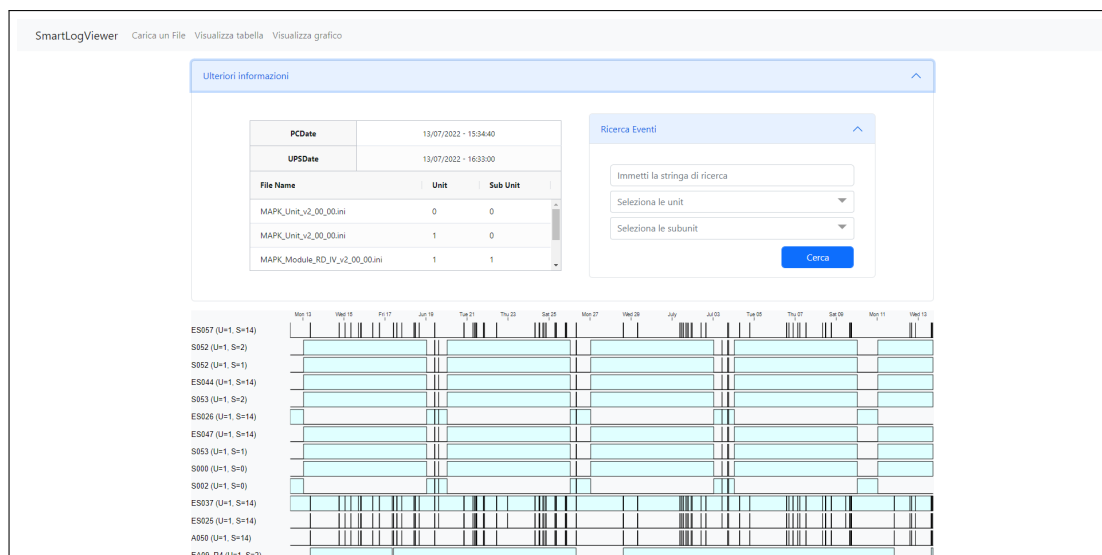 SmartLogViewer Carica un File Visualizza tabella Visualizza grafico
Ulteriori informazioni
PCDate 13/07/2022 - 15:34:40
UPSDate 13/07/2022 - 16:33:00
File Name Unit Sub Unit
MAPK_Unit_v2_00_00.ini 0 0
MAPK_Unit_v2_00_00.ini 1 0
MAPK_Module_RD_IV_v2_00_00.ini 1 1
Ricerca Eventi
Immetti la stringa di ricerca
Seleziona le unit
Seleziona le subunit
Cerca
Mon 13 Wed 15 Fri 17 Jun 19 Tue 21 Thu 23 Sat 25 Mon 27 Wed 29 July Jul 03 Tue 05 Thu 07 Sat 09 Mon 11 Wed 13
ES057 (U=1, S=14)
S052 (U=1, S=2)
S052 (U=1, S=1)
ES044 (U=1, S=14)
S053 (U=1, S=2)
ES026 (U=1, S=14)
ES047 (U=1, S=14)
S053 (U=1, S=1)
S000 (U=1, S=0)
S002 (U=1, S=0)
ES037 (U=1, S=14)
ES025 (U=1, S=14)
A050 (U=1, S=14)